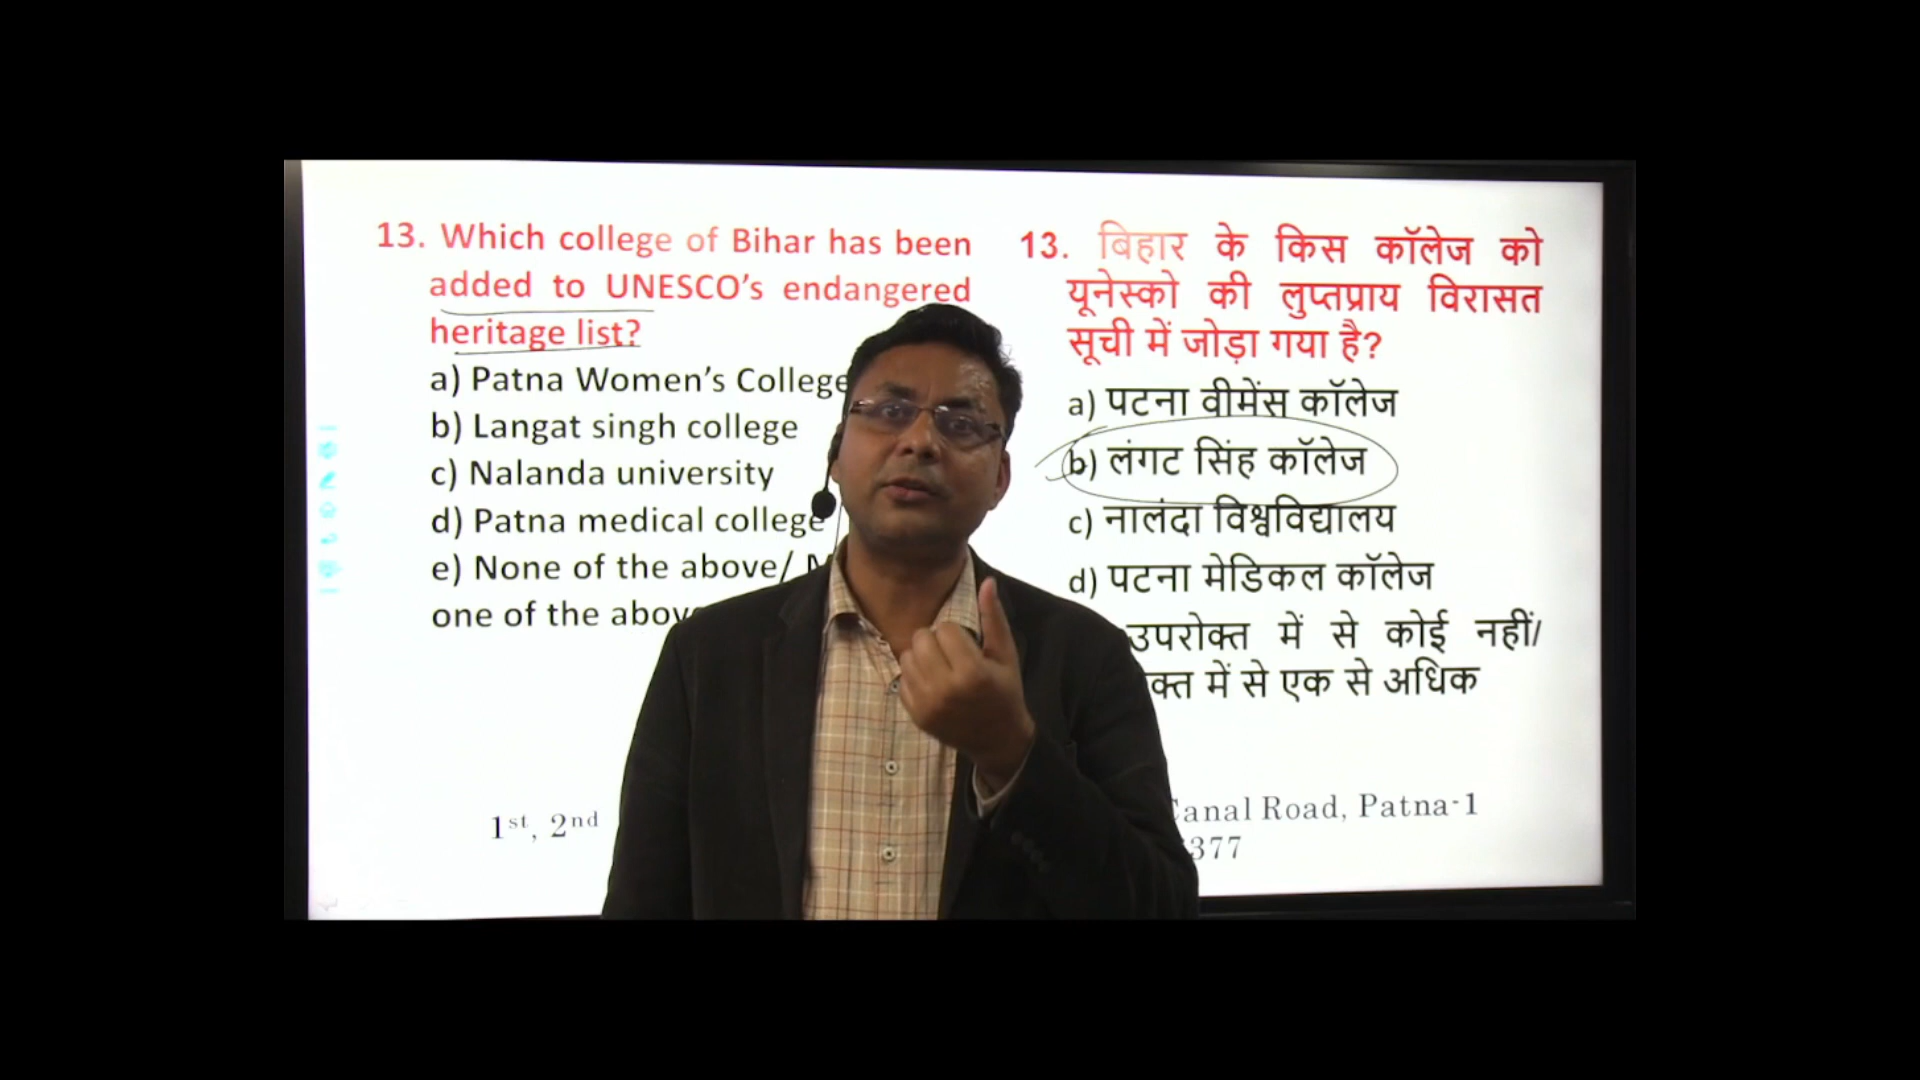 13. Which college of Bihar has been
added to UNESCO's endangered
heritage list?
a) Patna Women's College
b) Langat singh college
c) Nalanda university
d) Patna medical college
e) None of the above/
one of the above
1st, 2nd
13. बिहार के किस कॉलेज को
यूनेस्को की लुप्तप्राय विरासत
सूची में जोड़ा गया है?
a) पटना वीमेंस कॉलेज
b) लंगट सिंह कॉलेज
c) नालंदा विश्वविद्यालय
d) पटना मेडिकल कॉलेज
उपरोक्त में से कोई नहीं/
में से एक से अधिक
Canal Road, Patna-1
377